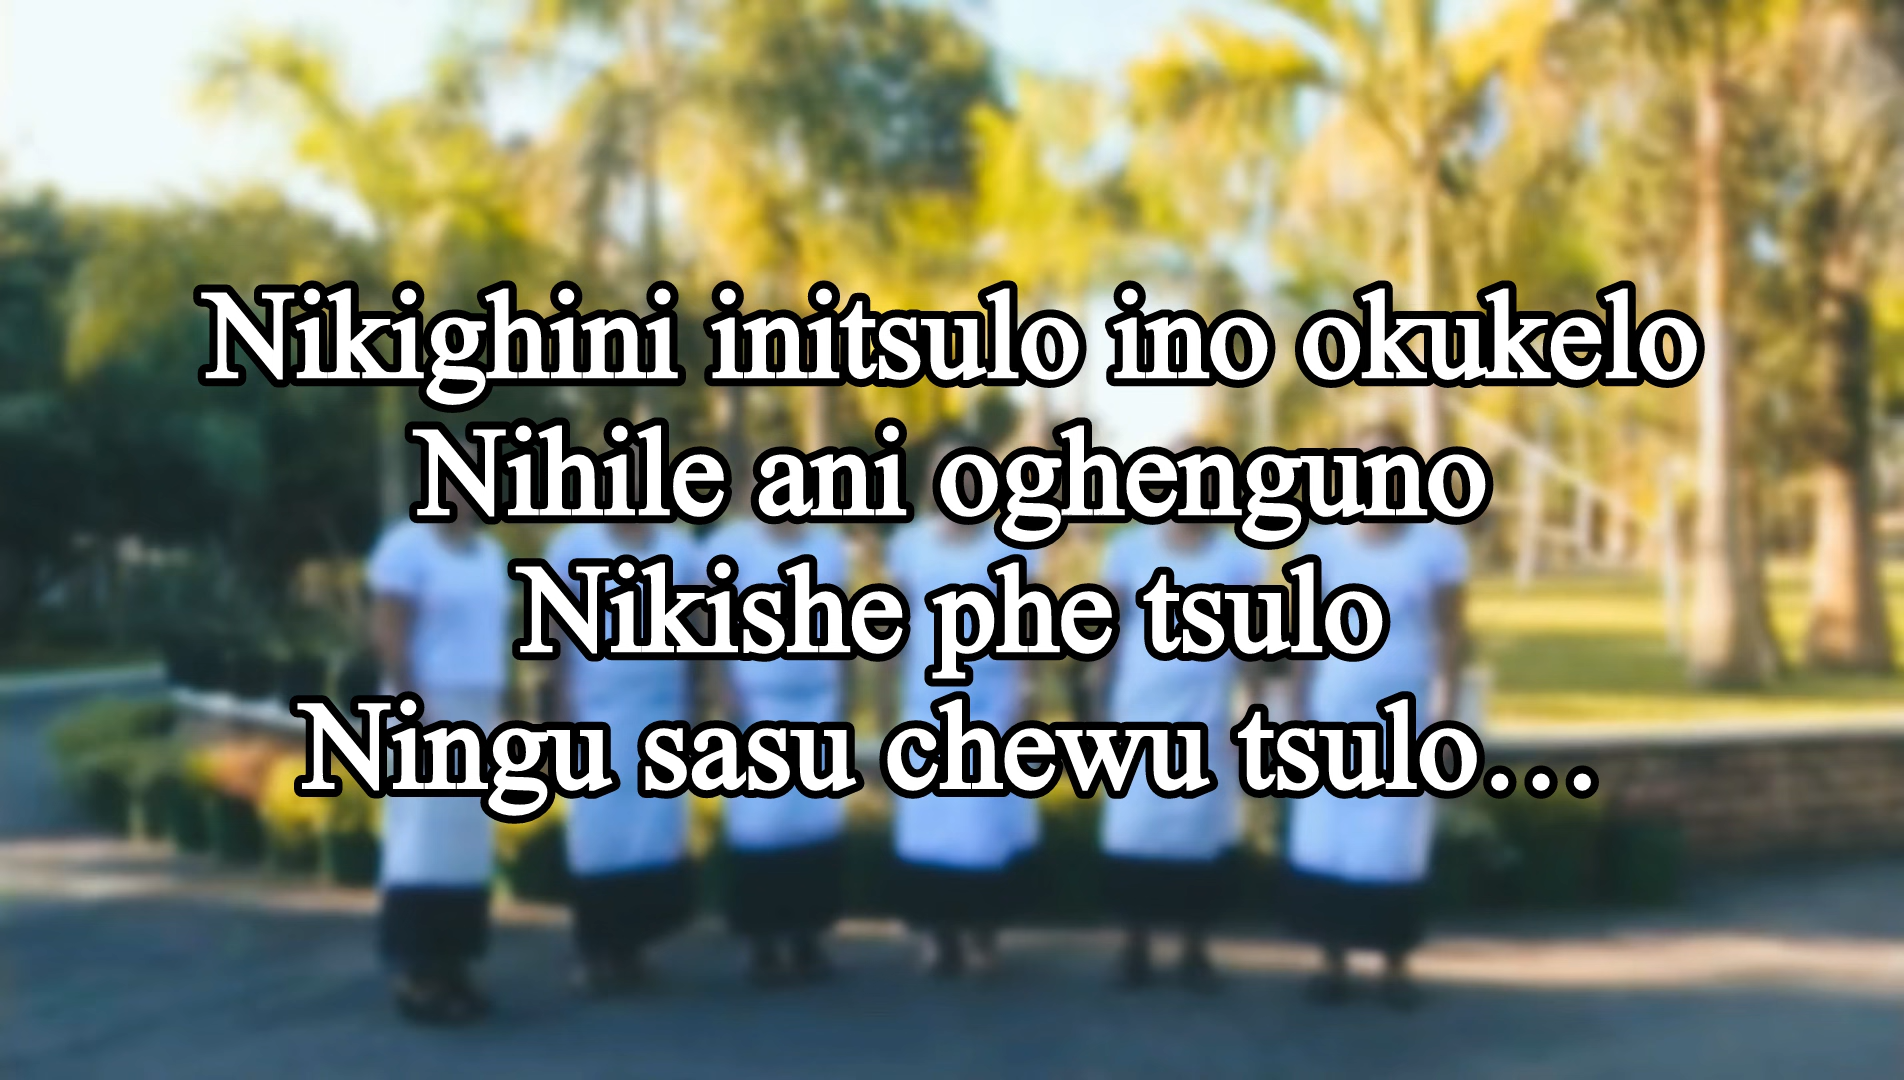 Nikighini initsulo ino okukelo
Nihile ani oghenguno
Nikishe phe tsulo
Ningu sasu chewu tsulo...